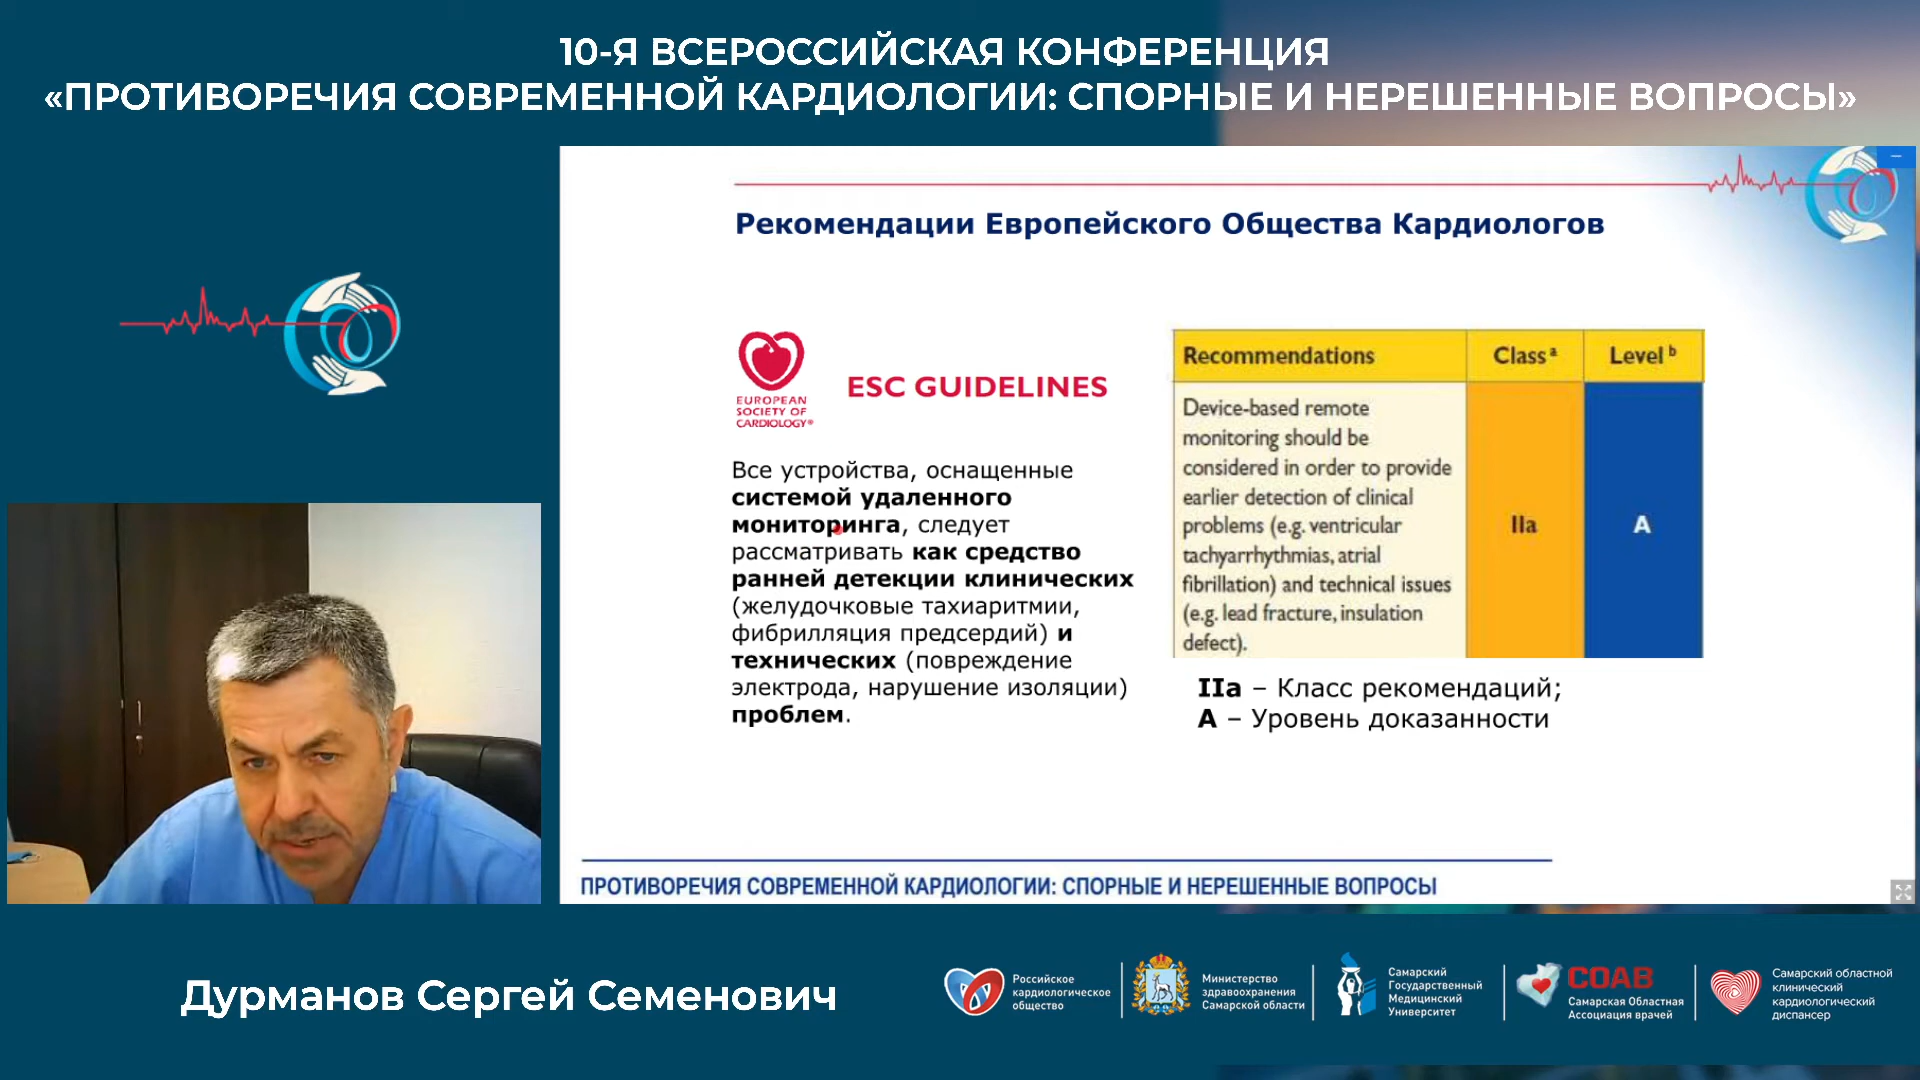 10-Я ВСЕРОССИЙСКАЯ КОНФЕРЕНЦИЯ
«ПРОТИВОРЕЧИЯ СОВРЕМЕННОЙ КАРДИОЛОГИИ: СПОРНЫЕ И НЕРЕШЕННЫЕ ВОПРОСЫ»
Рекомендации Европейского Общества Кардиологов
EUROPEAN
SOCIETY OF
CARDIOLOGY®
ESC GUIDELINES
Все устройства, оснащенные
системой удаленного
мониторинга, следует
рассматривать как средство
ранней детекции клинических
(желудочковые тахиаритмии,
фибрилляция предсердий) и
технических (повреждение
электрода, нарушение изоляции)
проблем.
Recommendations Class a Level b
Device-based remote
monitoring should be
considered in order to provide
earlier detection of clinical
problems (e.g. ventricular
tachyarrhythmias, atrial
fibrillation) and technical issues
(e.g. lead fracture, insulation
defect).
IIa
A
IIa – Класс рекомендаций;
А – Уровень доказанности
ПРОТИВОРЕЧИЯ СОВРЕМЕННОЙ КАРДИОЛОГИИ: СПОРНЫЕ И НЕРЕШЕННЫЕ ВОПРОСЫ
Дурманов Сергей Семенович
Российское
кардиологическое
общество
Министерство
здравоохранения
Самарской области
Самарский
Государственный
Медицинский
Университет
СОАВ
Самарская Областная
Ассоциация врачей
Самарский областной
клинический
кардиологический
диспансер